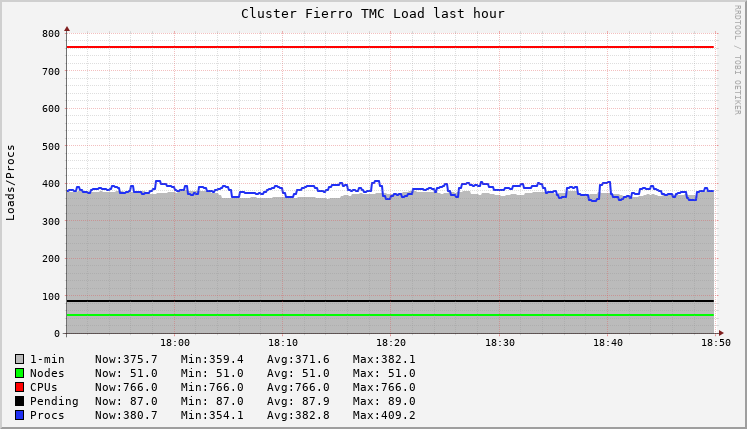 Cluster Fierro TMC Load last hour
RRDTOOL / TOBI OETIKER
Loads/Procs
800
700
600
500
400
300
200
100
0
18:00 18:10 18:20 18:30 18:40 18:50
1-min Now:375.7 Min:359.4 Avg:371.6 Max:382.1
Nodes Now: 51.0 Min: 51.0 Avg: 51.0 Max: 51.0
CPUs Now:766.0 Min:766.0 Avg:766.0 Max:766.0
Pending Now: 87.0 Min: 87.0 Avg: 87.9 Max: 89.0
Procs Now:380.7 Min:354.1 Avg:382.8 Max:409.2